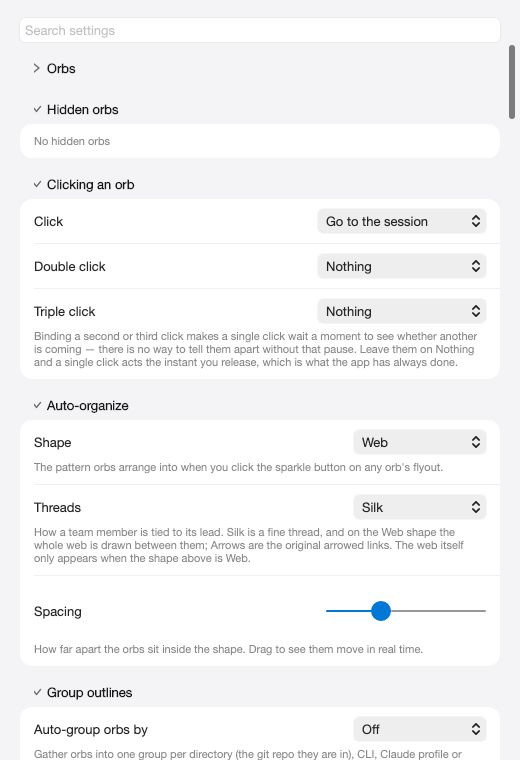 Search settings
Orbs
Hidden orbs
No hidden orbs
Clicking an orb
Click
Go to the session
Double click
Nothing
Triple click
Nothing
Binding a second or third click makes a single click wait a moment to see whether another
is coming — there is no way to tell them apart without that pause. Leave them on Nothing
and a single click acts the instant you release, which is what the app has always done.
Auto-organize
Shape
Web
The pattern orbs arrange into when you click the sparkle button on any orb's flyout.
Threads
Silk
How a team member is tied to its lead. Silk is a fine thread, and on the Web shape the
whole web is drawn between them; Arrows are the original arrowed links. The web itself
only appears when the shape above is Web.
Spacing
How far apart the orbs sit inside the shape. Drag to see them move in real time.
Group outlines
Auto-group orbs by
Off
Gather orbs into one group per directory (the git repo they are in), CLI, Claude profile or